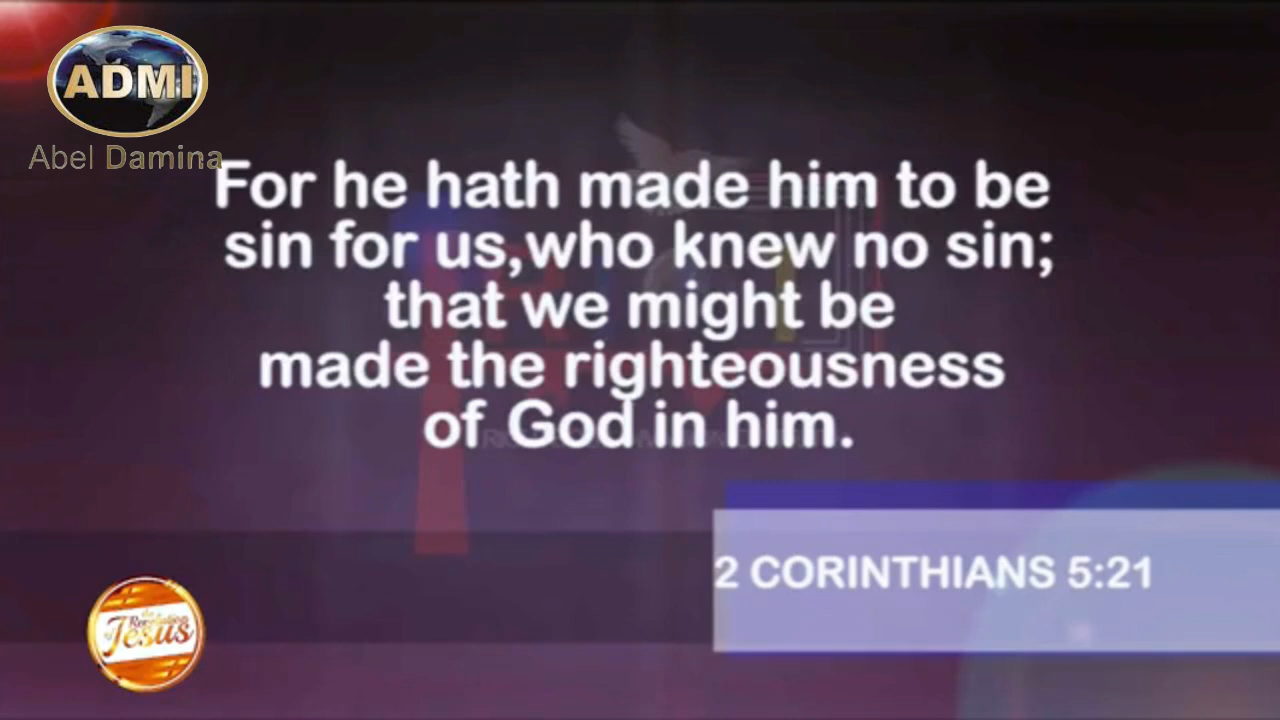 ADMI
Abel Damina
For he hath made him to be
sin for us,who knew no sin;
that we might be
made the righteousness
of God in him.
2 CORINTHIANS 5:21
Jesus